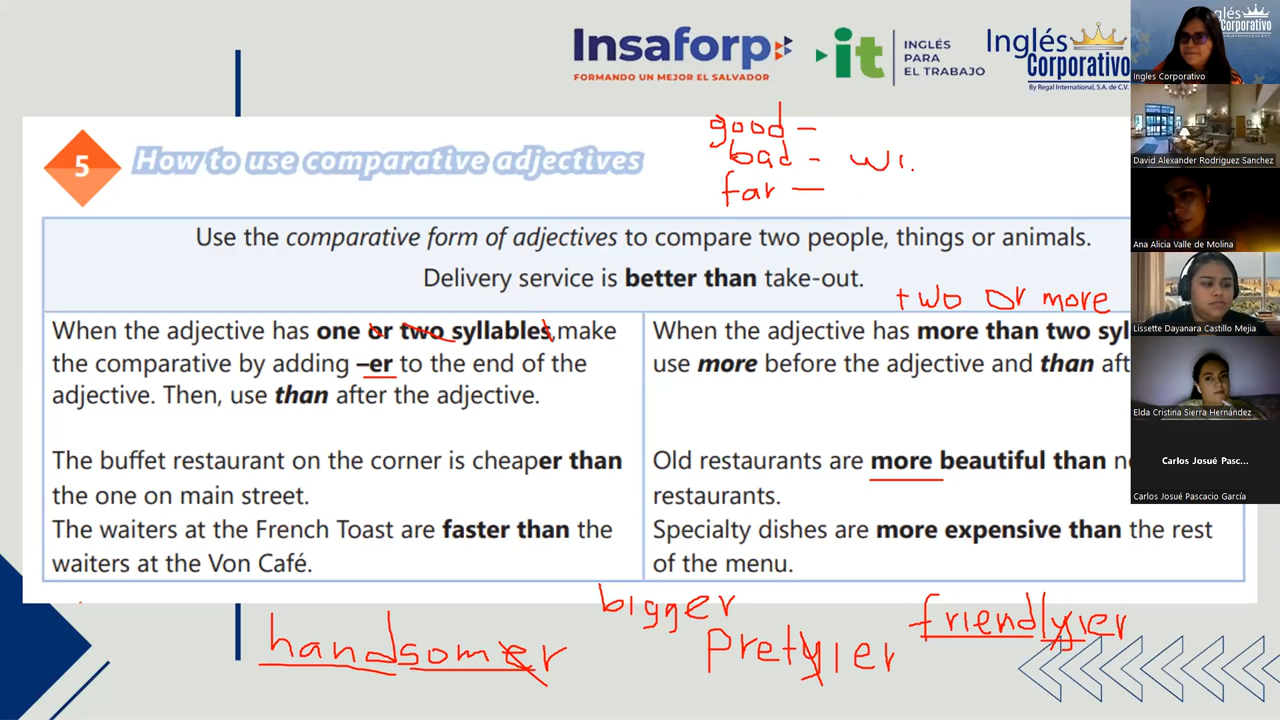 Insaforp
FORMANDO UN MEJOR EL SALVADOR
it
INGLÉS
PARA
EL TRABAJO
Inglés
Corporativo
By Regal International, S.A. de C.V.
glés
Corporativo
Ingles Corporativo
good –
bad -
far —
5
How to use comparative adjectives
David Alexander Rodriguez Sanchez
Use the comparative form of adjectives to compare two people, things or animals.
Delivery service is better than take-out.
Ana Alicia Valle de Molina
two or more
When the adjective has one or two syllables make
the comparative by adding –er to the end of the
adjective. Then, use than after the adjective.
The buffet restaurant on the corner is cheaper than
the one on main street.
The waiters at the French Toast are faster than the
waiters at the Von Café.
When the adjective has more than two syl
use more before the adjective and than aft
Old restaurants are more beautiful than n
restaurants.
Specialty dishes are more expensive than the rest
of the menu.
Lissette Dayanara Castillo Mejia
Elda Cristina Sierra Hernández
Carlos Josué Pasc...
Carlos Josué Pascacio García
handsomer
bigger
Pretyier
friendlyier